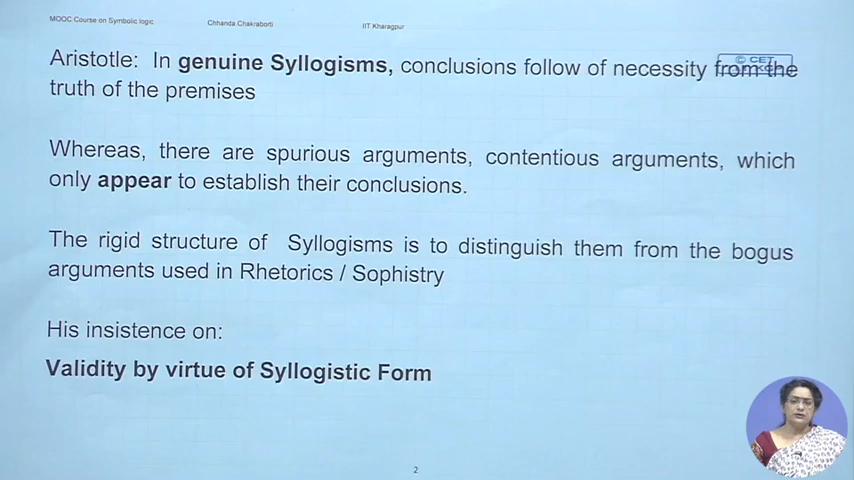 MOOC Course on Symbolic logic Chhanda Chakraborti IIT Kharagpur
© CET
Aristotle: In genuine Syllogisms, conclusions follow of necessity from the
truth of the premises
Whereas, there are spurious arguments, contentious arguments, which
only appear to establish their conclusions.
The rigid structure of Syllogisms is to distinguish them from the bogus
arguments used in Rhetorics / Sophistry
His insistence on:
Validity by virtue of Syllogistic Form
2